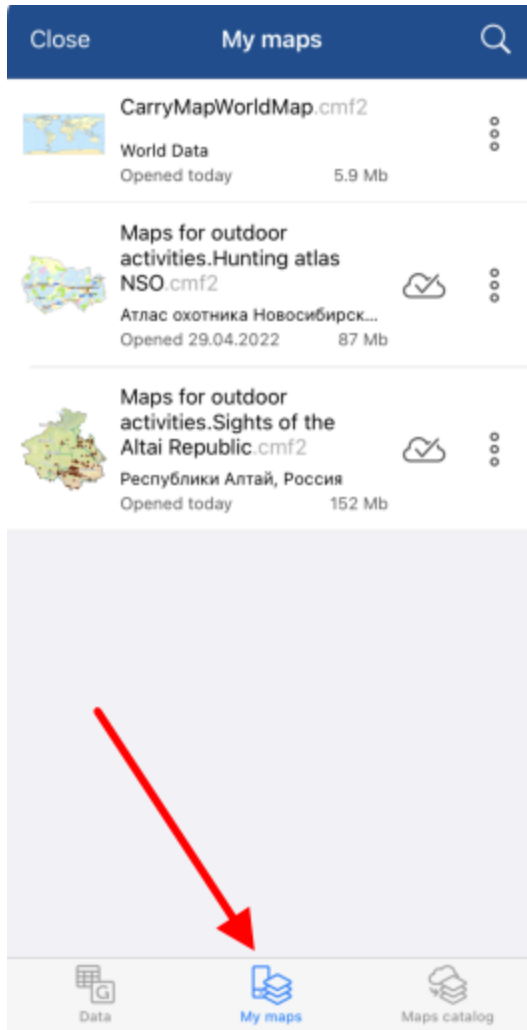 Close My maps
CarryMapWorldMap.cmf2
World Data
Opened today 5.9 Mb
Maps for outdoor
activities.Hunting atlas
NSO.cmf2
Атлас охотника Новосибирск...
Opened 29.04.2022 87 Mb
Maps for outdoor
activities.Sights of the
Altai Republic.cmf2
Республики Алтай, Россия
Opened today 152 Mb
G
Data My maps Maps catalog